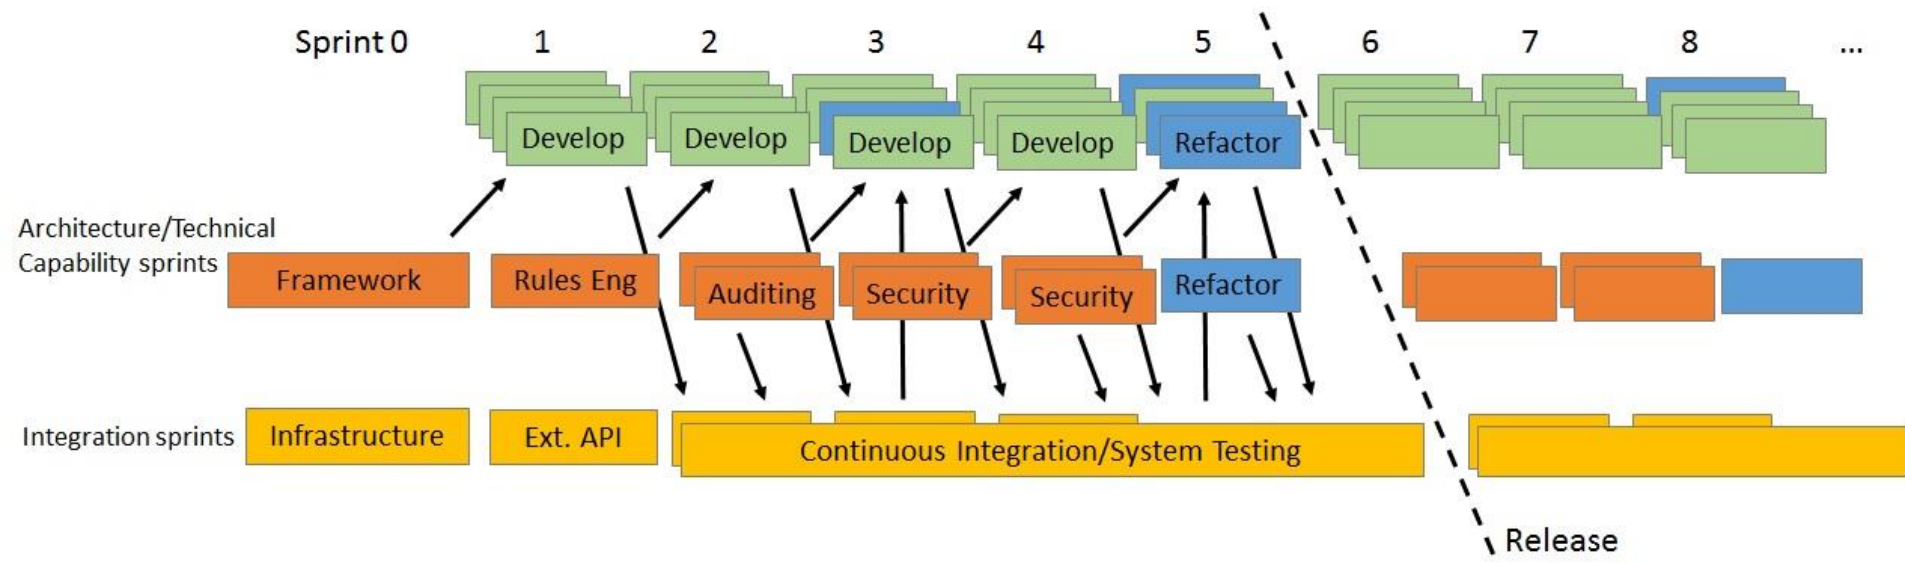 Sprint 0 1 2 3 4 5 6 7 8 ...
Develop Develop Develop Develop Refactor
Architecture/Technical
Capability sprints
Framework Rules Eng Auditing Security Security Refactor
Integration sprints
Infrastructure Ext. API Continuous Integration/System Testing
Release